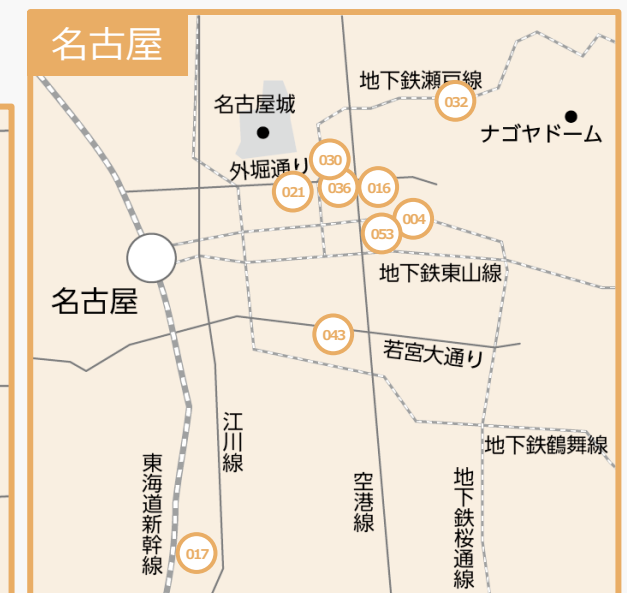 名古屋
地下鉄瀬戸線
032
名古屋城
ナゴヤドーム
030
外堀通り
021
036
016
004
053
地下鉄東山線
名古屋
043
若宮大通り
江川線
地下鉄鶴舞線
東海道新幹線
空港線
地下鉄桜通線
017